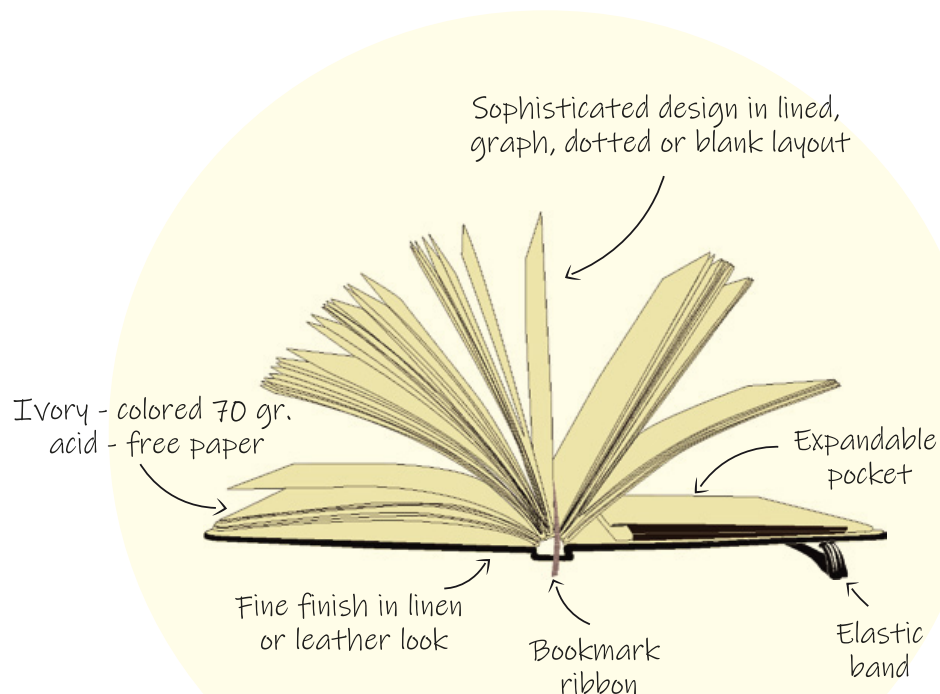 Sophisticated design in lined,
graph, dotted or blank layout
Ivory - colored 70 gr.
acid - free paper
Expandable
pocket
Fine finish in linen
or leather look
Bookmark
ribbon
Elastic
band